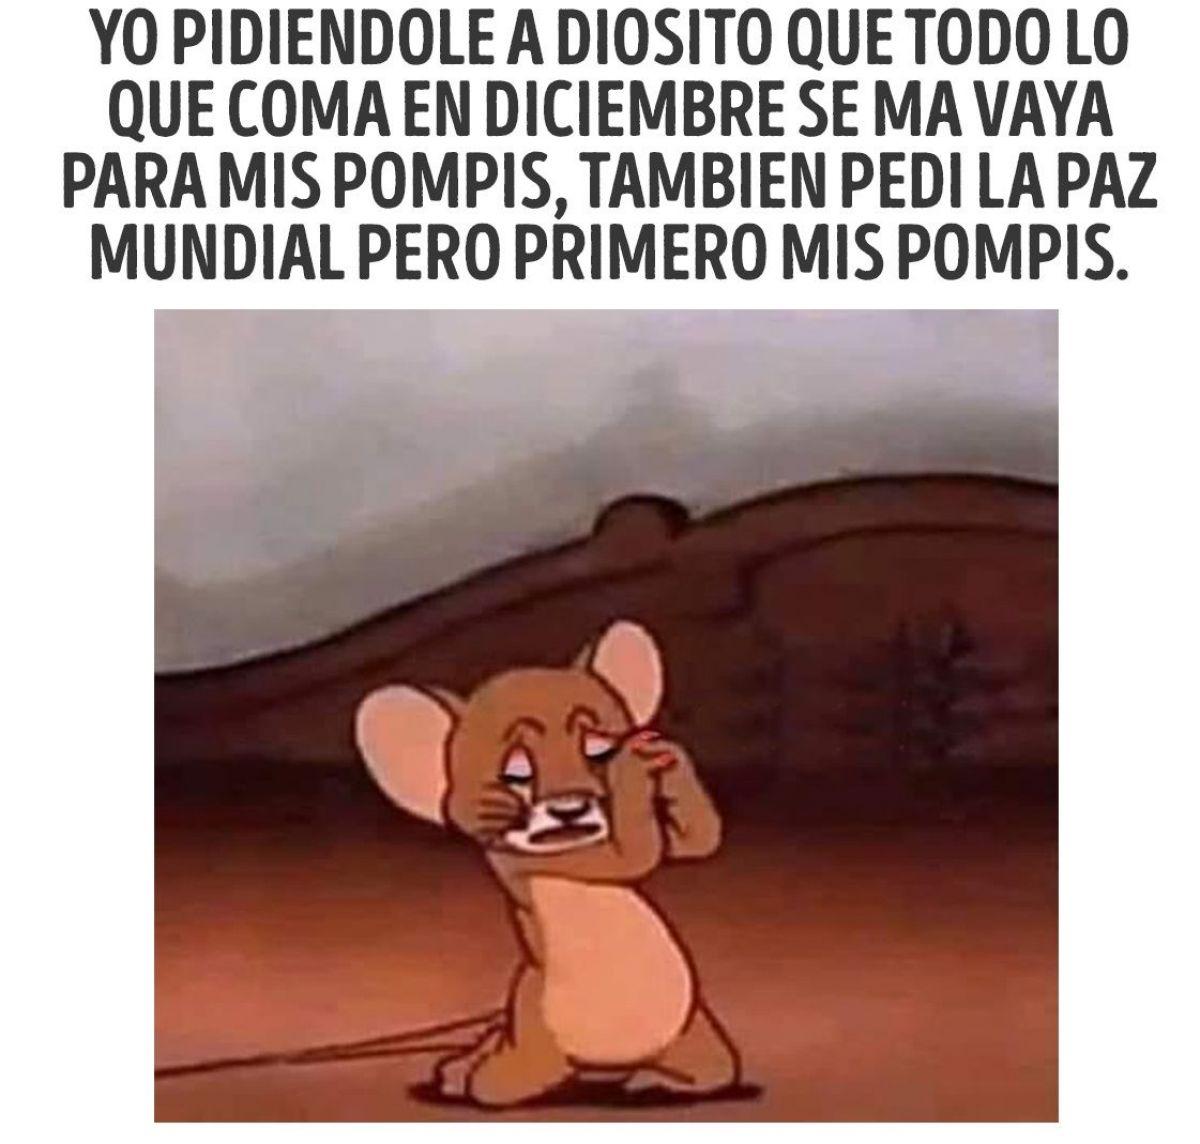 YO PIDIENDOLE A DIOSITO QUE TODO LO
QUE COMA EN DICIEMBRE SE MA VAYA
PARA MIS POMPIS, TAMBIEN PEDI LA PAZ
MUNDIAL PERO PRIMERO MIS POMPIS.